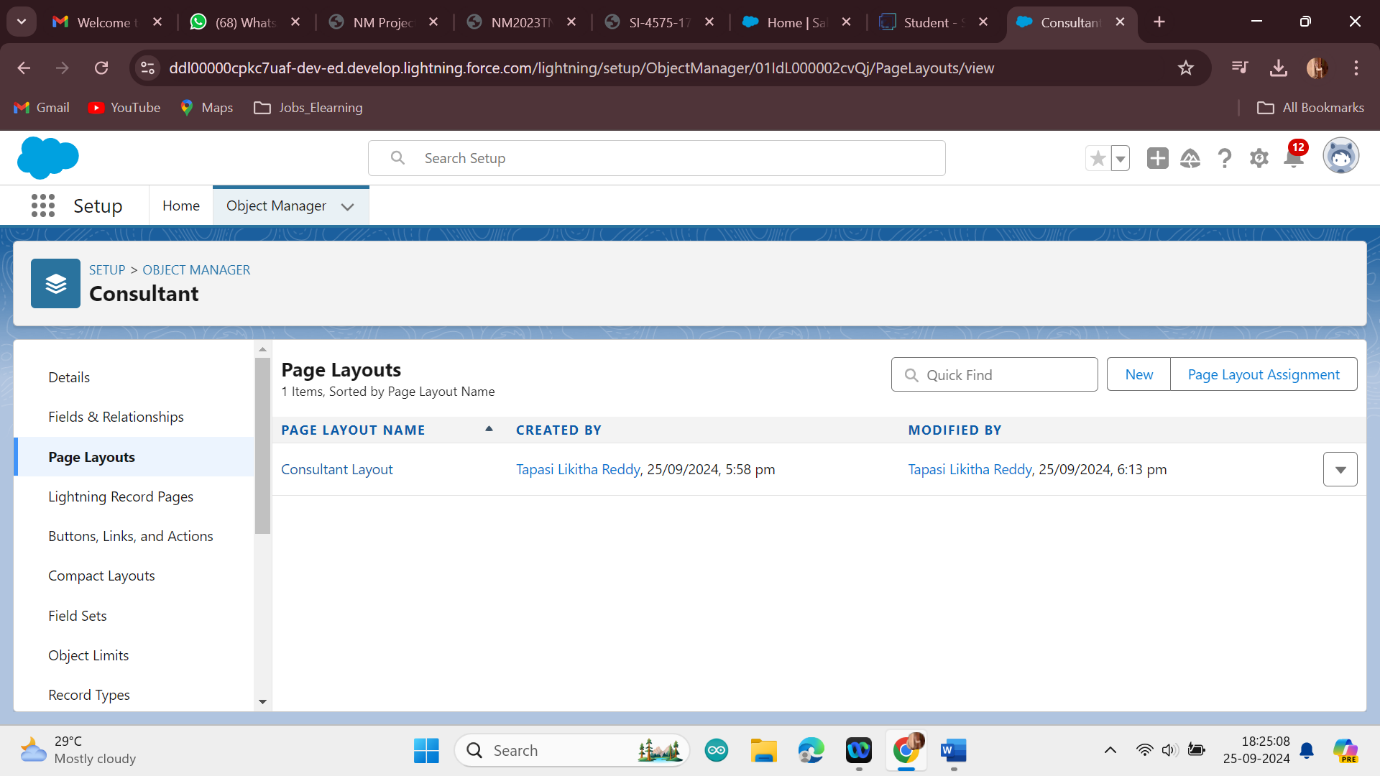 Welcome t
(68) Whats
NM Projec
NM2023TM
SI-4575-17
Home | Sal
Student - S
Consultant
ddl00000cpkc7uaf-dev-ed.develop.lightning.force.com/lightning/setup/ObjectManager/01IdL000002cvQj/PageLayouts/view
Gmail
YouTube
Maps
Jobs_Elearning
All Bookmarks
Search Setup
12
Setup
Home
Object Manager
SETUP > OBJECT MANAGER
Consultant
Details
Fields & Relationships
Page Layouts
Lightning Record Pages
Buttons, Links, and Actions
Compact Layouts
Field Sets
Object Limits
Record Types
Page Layouts
1 Items, Sorted by Page Layout Name
Quick Find
New
Page Layout Assignment
PAGE LAYOUT NAME CREATED BY MODIFIED BY
Consultant Layout Tapasi Likitha Reddy, 25/09/2024, 5:58 pm Tapasi Likitha Reddy, 25/09/2024, 6:13 pm
29°C
Mostly cloudy
Search
18:25:08
25-09-2024
PRE